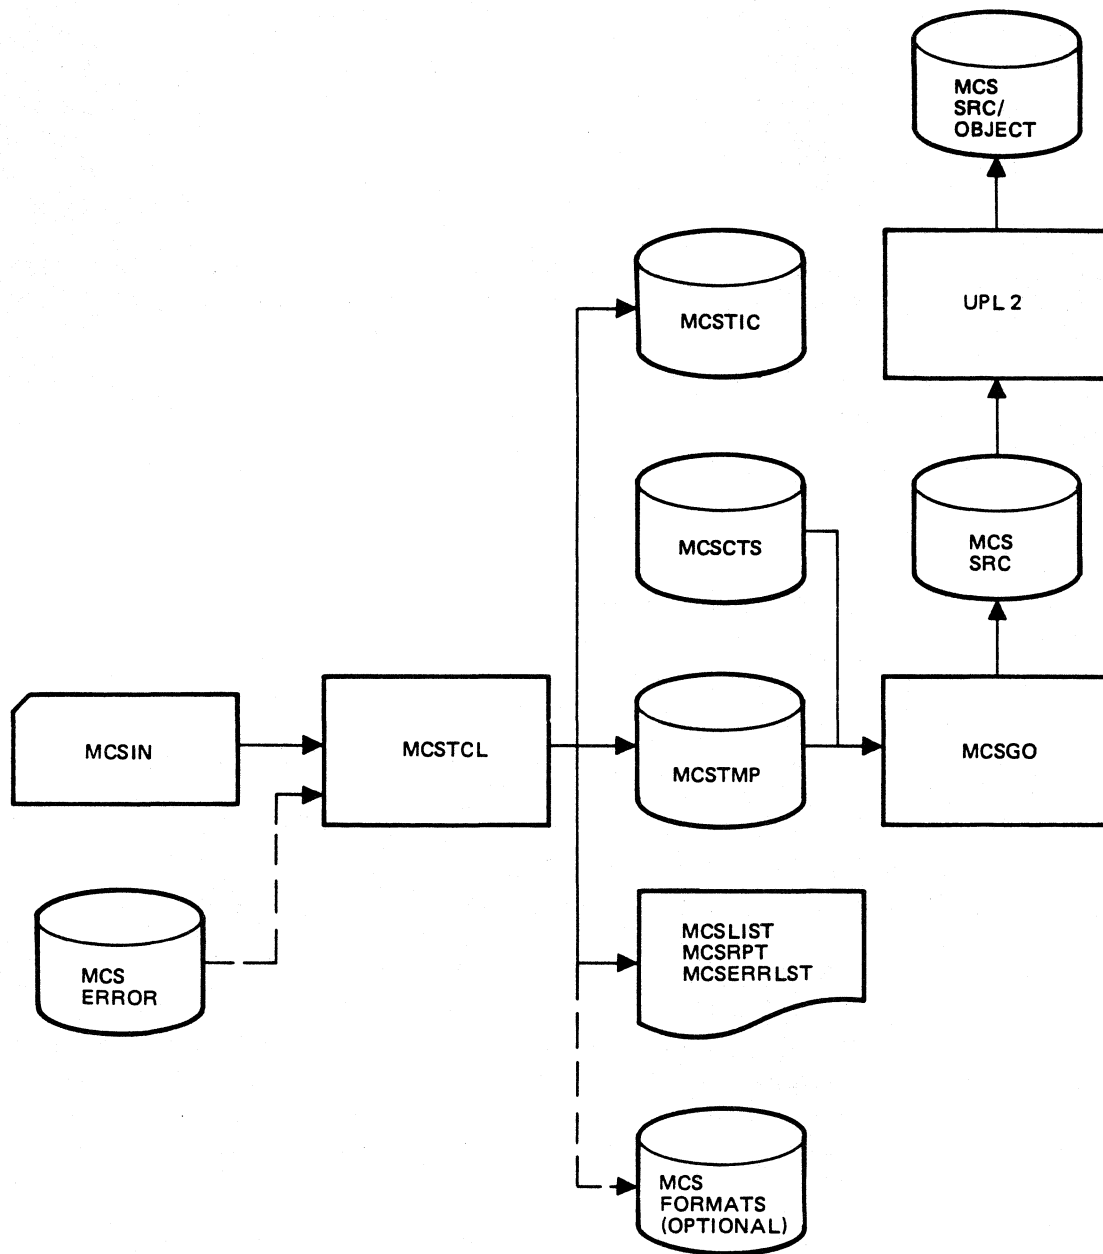 MCS
SRC/
OBJECT
MCSTIC
UPL 2
MCSCTS
MCS
SRC
MCSIN
MCSTCL
MCSTMP
MCSGO
MCS
ERROR
MCSLIST
MCSRPT
MCSERRLST
MCS
FORMATS
(OPTIONAL)